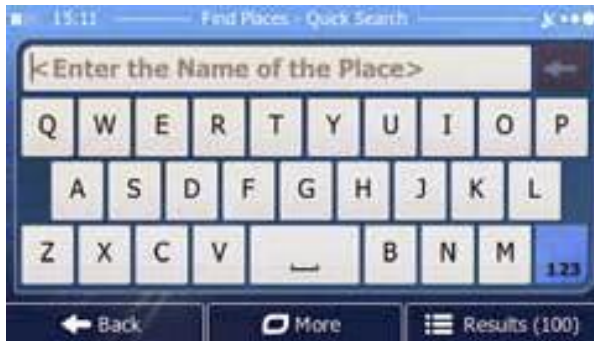 15:11 Find Places - Quick Search
<Enter the Name of the Place>
Q W E R T Y U I O P
A S D F G H J K L
Z X C V B N M 123
Back More Results (100)